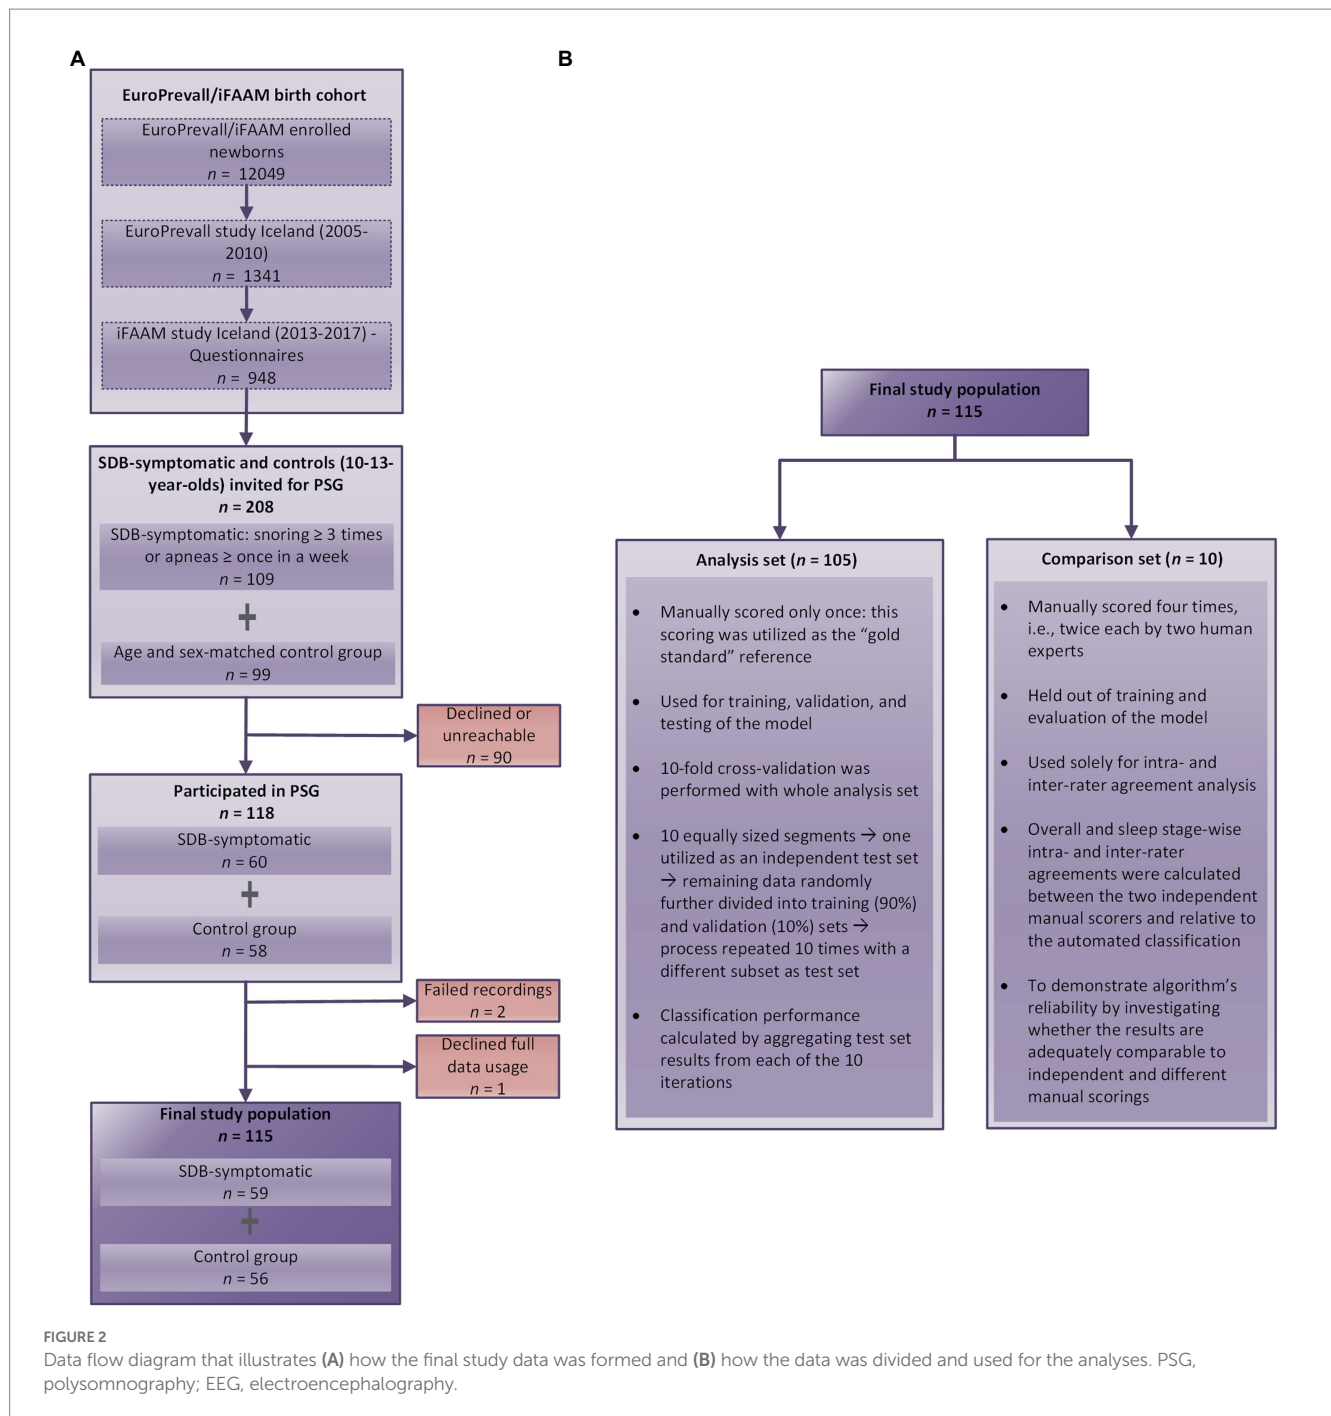 A
EuroPrevall/iFAAM birth cohort
EuroPrevall/iFAAM enrolled
newborns
n = 12049
EuroPrevall study Iceland (2005-
2010)
n = 1341
iFAAM study Iceland (2013-2017) -
Questionnaires
n = 948
SDB-symptomatic and controls (10-13-
year-olds) invited for PSG
n = 208
SDB-symptomatic: snoring ≥ 3 times
or apneas ≥ once in a week
n = 109
+
Age and sex-matched control group
n = 99
Declined or
unreachable
n = 90
Participated in PSG
n = 118
SDB-symptomatic
n = 60
+
Control group
n = 58
Failed recordings
n = 2
Declined full
data usage
n = 1
Final study population
n = 115
SDB-symptomatic
n = 59
+
Control group
n = 56
B
Final study population
n = 115
Analysis set (n = 105)
• Manually scored only once: this
scoring was utilized as the “gold
standard” reference
• Used for training, validation, and
testing of the model
• 10-fold cross-validation was
performed with whole analysis set
• 10 equally sized segments → one
utilized as an independent test set
→ remaining data randomly
further divided into training (90%)
and validation (10%) sets →
process repeated 10 times with a
different subset as test set
• Classification performance
calculated by aggregating test set
results from each of the 10
iterations
Comparison set (n = 10)
• Manually scored four times,
i.e., twice each by two human
experts
• Held out of training and
evaluation of the model
• Used solely for intra- and
inter-rater agreement analysis
• Overall and sleep stage-wise
intra- and inter-rater
agreements were calculated
between the two independent
manual scorers and relative to
the automated classification
• To demonstrate algorithm’s
reliability by investigating
whether the results are
adequately comparable to
independent and different
manual scorings
FIGURE 2
Data flow diagram that illustrates (A) how the final study data was formed and (B) how the data was divided and used for the analyses. PSG,
polysomnography; EEG, electroencephalography.